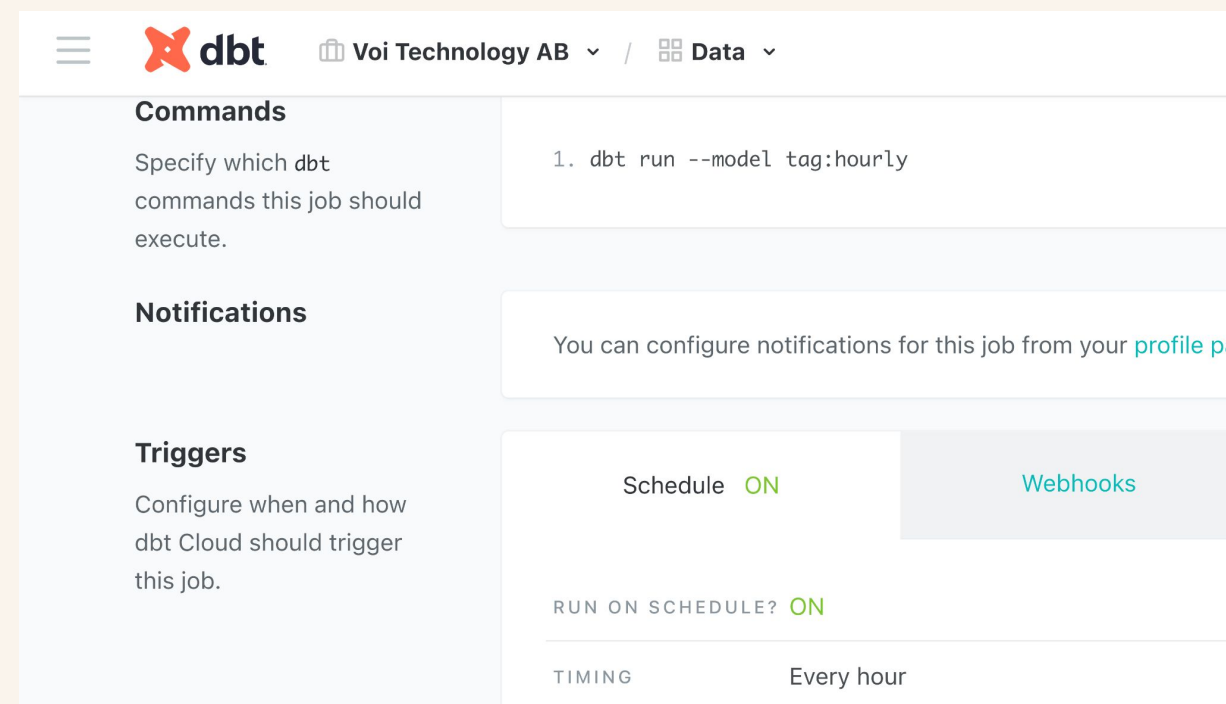 dbt
Voi Technology AB / Data
Commands
Specify which dbt
commands this job should
execute.
1. dbt run --model tag:hourly
Notifications
You can configure notifications for this job from your profile
Triggers
Configure when and how
dbt Cloud should trigger
this job.
Schedule ON
Webhooks
RUN ON SCHEDULE? ON
TIMING Every hour